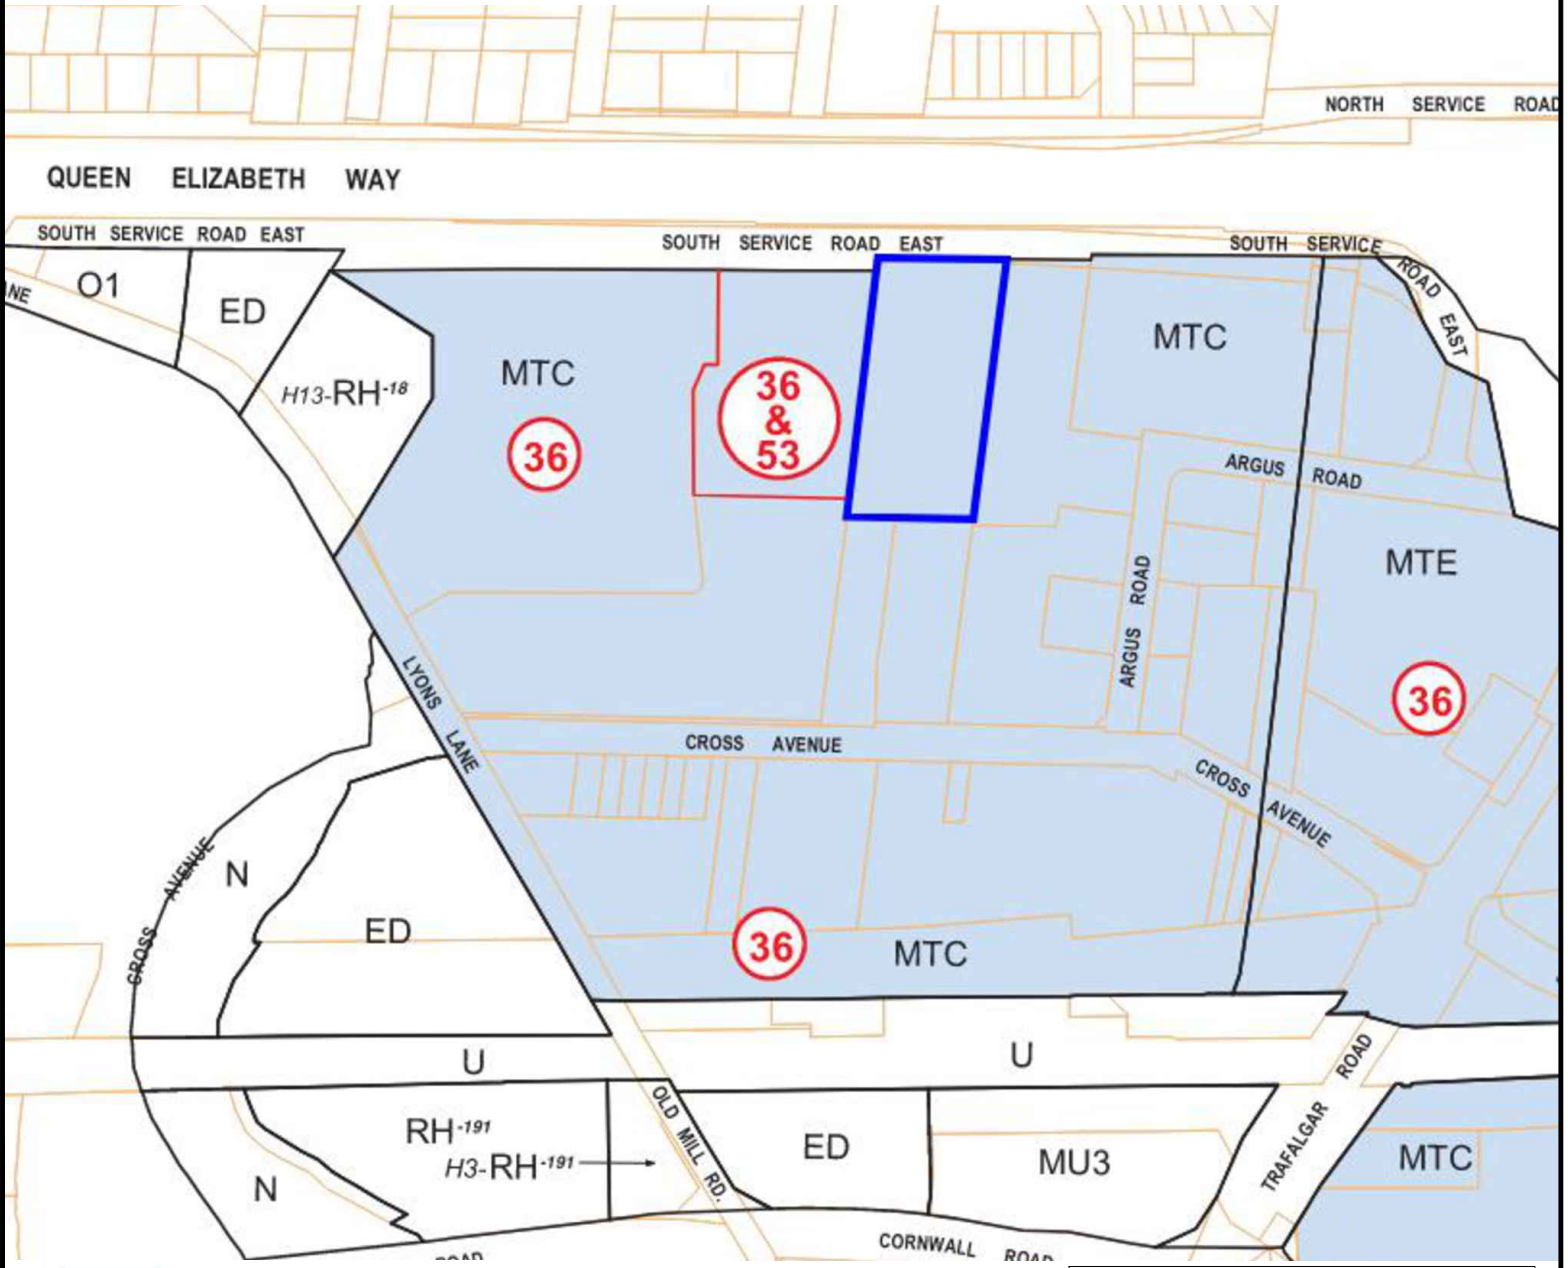 NORTH SERVICE ROAD
QUEEN ELIZABETH WAY
SOUTH SERVICE ROAD EAST
SOUTH SERVICE ROAD EAST
SOUTH SERVICE ROAD EAST
O1
NE
ED
H13-RH-18
MTC
36
36
&
53
MTC
ARGUS ROAD
ARGUS ROAD
MTE
36
LYONS LANE
CROSS AVENUE
CROSS AVENUE
CROSS AVENUE
N
ED
36
MTC
U
U
TRAFALGAR ROAD
RH-191
H3-RH-191
OLD MILL RD.
ED
MU3
MTC
N
CORNWALL ROAD